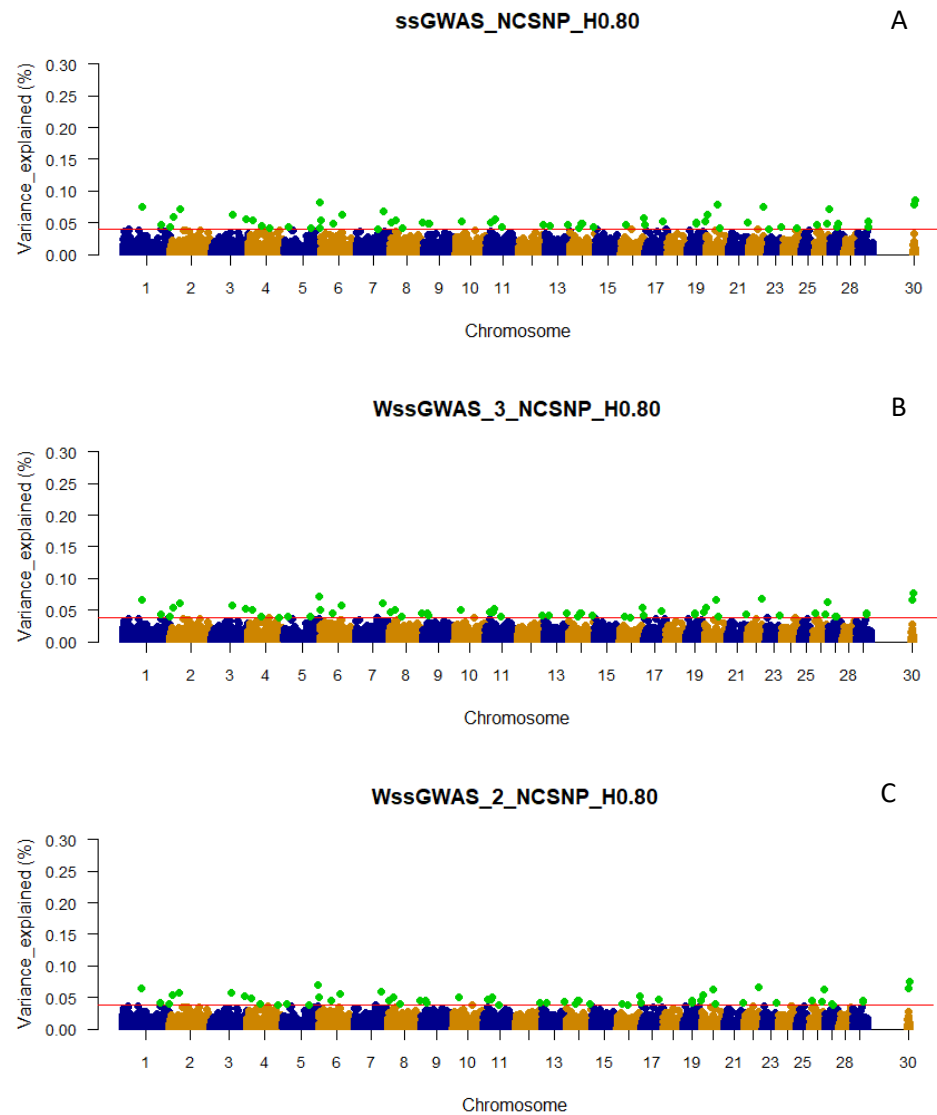 ssGWAS_NCSNP_H0.80 A
Variance_explained (%)
0.30
0.25
0.20
0.15
0.10
0.05
0.00
1 2 3 4 5 6 7 8 9 10 11 13 15 17 19 21 23 25 28 30
Chromosome
WssGWAS_3_NCSNP_H0.80 B
Variance_explained (%)
0.30
0.25
0.20
0.15
0.10
0.05
0.00
1 2 3 4 5 6 7 8 9 10 11 13 15 17 19 21 23 25 28 30
Chromosome
WssGWAS_2_NCSNP_H0.80 C
Variance_explained (%)
0.30
0.25
0.20
0.15
0.10
0.05
0.00
1 2 3 4 5 6 7 8 9 10 11 13 15 17 19 21 23 25 28 30
Chromosome